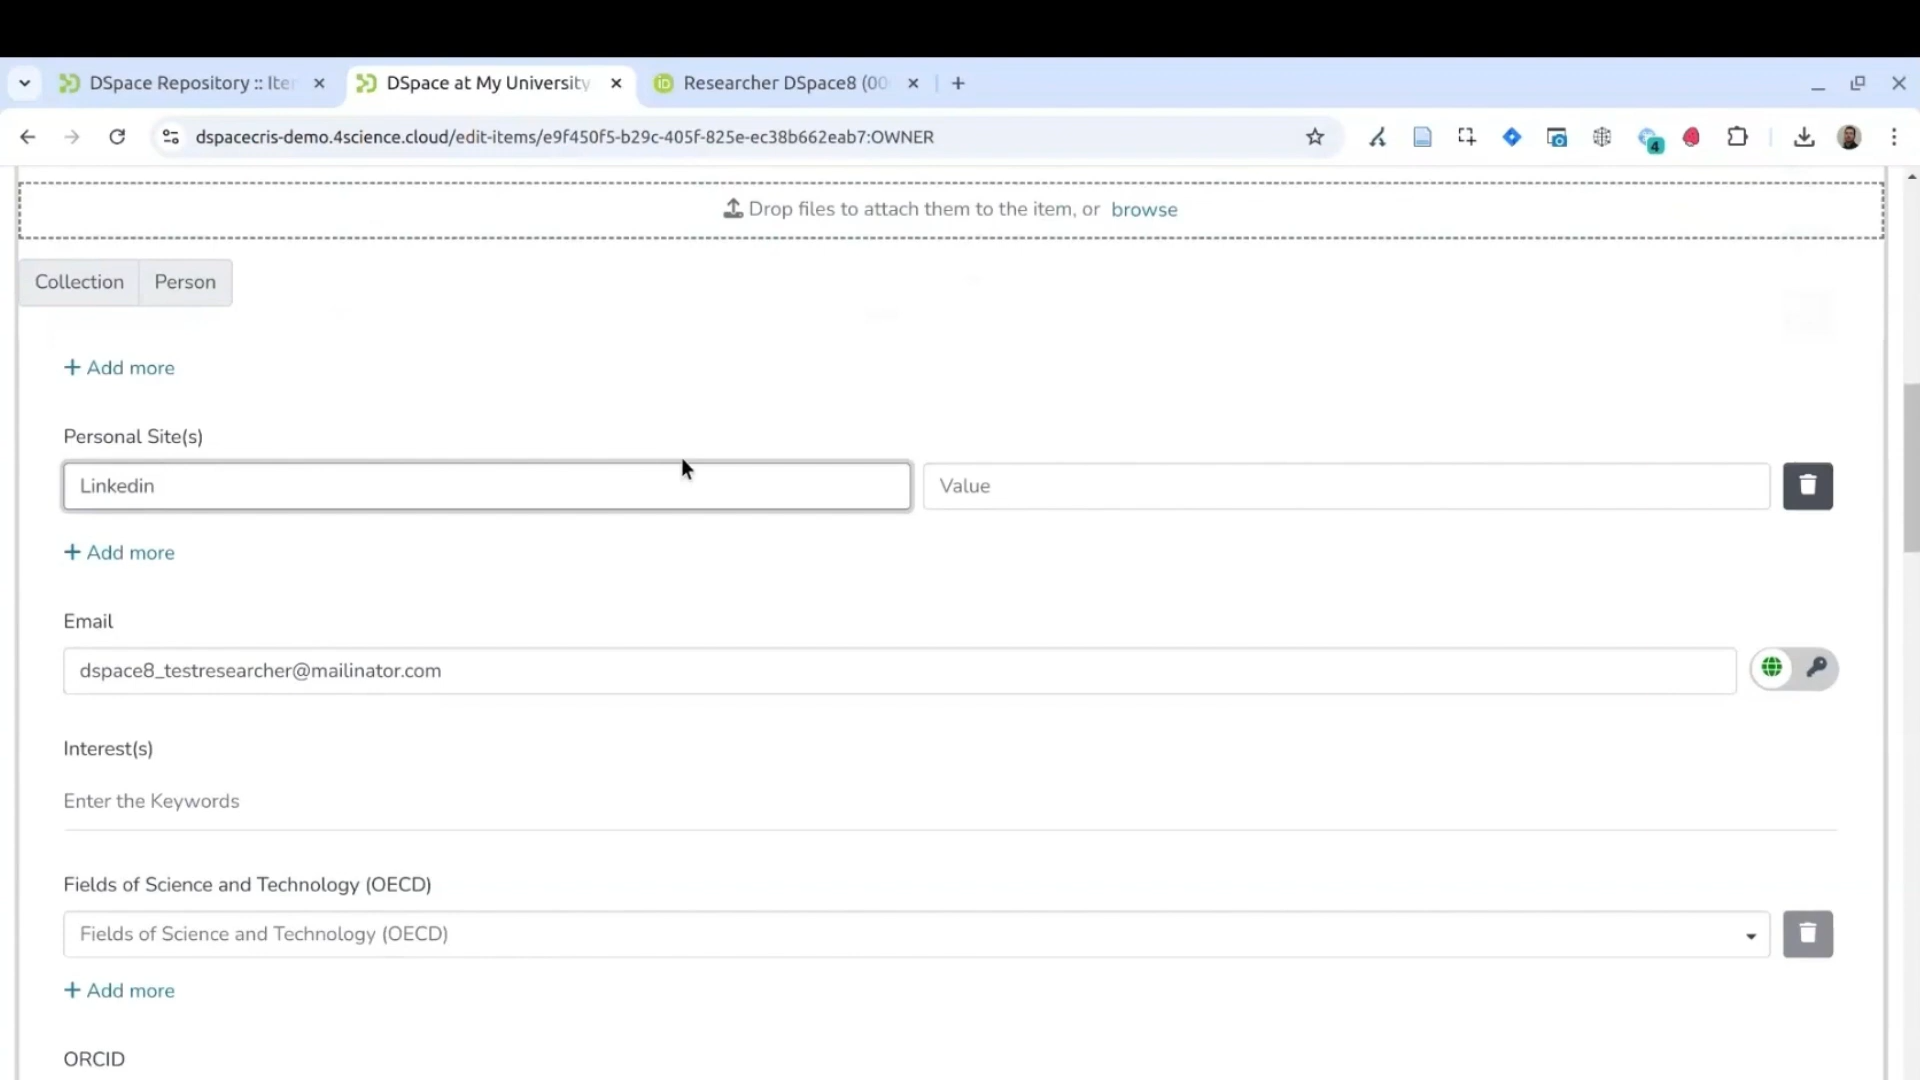 DSpace Repository :: Ite
DSpace at My University
Researcher DSpace8 (00
dspacecris-demo.4science.cloud/edit-items/e9f450f5-b29c-405f-825e-ec38b662eab7:OWNER
4
Drop files to attach them to the item, or browse
Collection Person
+ Add more
Personal Site(s)
Linkedin Value
+ Add more
Email
dspace8_testresearcher@mailinator.com
Interest(s)
Enter the Keywords
Fields of Science and Technology (OECD)
Fields of Science and Technology (OECD)
+ Add more
ORCID